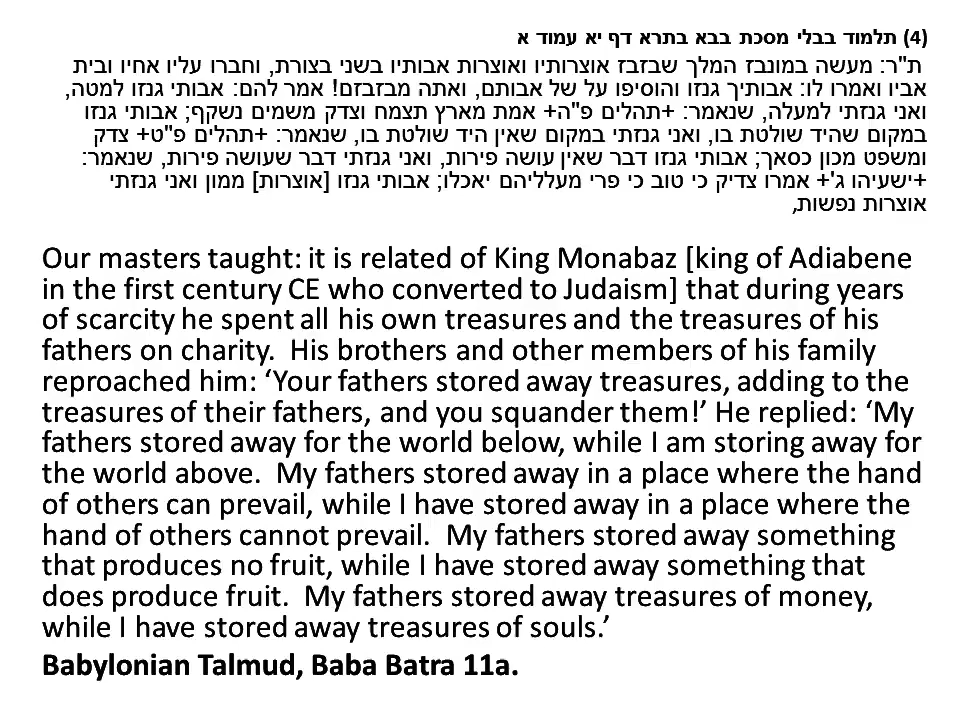 (4) תלמוד בבלי מסכת בבא בתרא דף יא עמוד א
ת"ר: מעשה במונבז המלך שבזבז אוצרותיו ואוצרות אבותיו בשני בצורת, וחברו עליו אחיו ובית
אביו ואמרו לו: אבותיך גנזו והוסיפו על של אבותם, ואתה מבזבזם! אמר להם: אבותי גנזו למטה,
ואני גנזתי למעלה, שנאמר: +תהלים פ"ה+ אמת מארץ תצמח וצדק משמים נשקף; אבותי גנזו
במקום שהיד שולטת בו, ואני גנזתי במקום שאין היד שולטת בו, שנאמר: +תהלים פ"ט+ צדק
ומשפט מכון כסאך; אבותי גנזו דבר שאין עושה פירות, ואני גנזתי דבר שעושה פירות, שנאמר:
+ישעיהו ג'+ אמרו צדיק כי טוב כי פרי מעלליהם יאכלו; אבותי גנזו [אוצרות] ממון ואני גנזתי
אוצרות נפשות,
Our masters taught: it is related of King Monabaz [king of Adiabene
in the first century CE who converted to Judaism] that during years
of scarcity he spent all his own treasures and the treasures of his
fathers on charity.  His brothers and other members of his family
reproached him: ‘Your fathers stored away treasures, adding to the
treasures of their fathers, and you squander them!’ He replied: ‘My
fathers stored away for the world below, while I am storing away for
the world above.  My fathers stored away in a place where the hand
of others can prevail, while I have stored away in a place where the
hand of others cannot prevail.  My fathers stored away something
that produces no fruit, while I have stored away something that
does produce fruit.  My fathers stored away treasures of money,
while I have stored away treasures of souls.’
Babylonian Talmud, Baba Batra 11a.